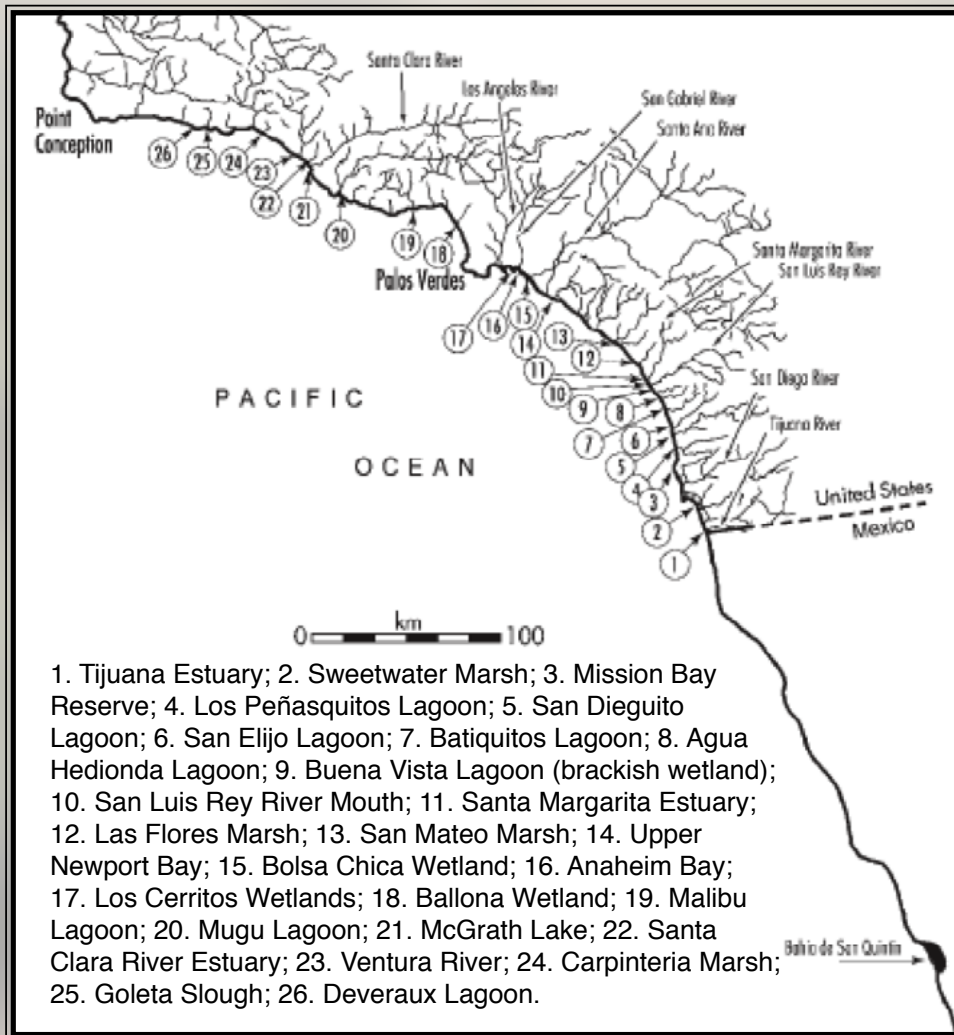 Santa Clara River
Los Angeles River
San Gabriel River
Santa Ana River
Point
Conception
26
25
24
23
22
21
20
19
18
Palos Verdes
Santa Margarita River
San Luis Rey River
17
16
15
14
13
12
11
10
9
8
7
6
5
4
3
2
1
San Diego River
Tijuana River
PACIFIC
OCEAN
United States
Mexico
km
0
100
1. Tijuana Estuary; 2. Sweetwater Marsh; 3. Mission Bay
Reserve; 4. Los Peñasquitos Lagoon; 5. San Dieguito
Lagoon; 6. San Elijo Lagoon; 7. Batiquitos Lagoon; 8. Agua
Hedionda Lagoon; 9. Buena Vista Lagoon (brackish wetland);
10. San Luis Rey River Mouth; 11. Santa Margarita Estuary;
12. Las Flores Marsh; 13. San Mateo Marsh; 14. Upper
Newport Bay; 15. Bolsa Chica Wetland; 16. Anaheim Bay;
17. Los Cerritos Wetlands; 18. Ballona Wetland; 19. Malibu
Lagoon; 20. Mugu Lagoon; 21. McGrath Lake; 22. Santa
Clara River Estuary; 23. Ventura River; 24. Carpinteria Marsh;
25. Goleta Slough; 26. Deveraux Lagoon.
Bahia de San Quintin